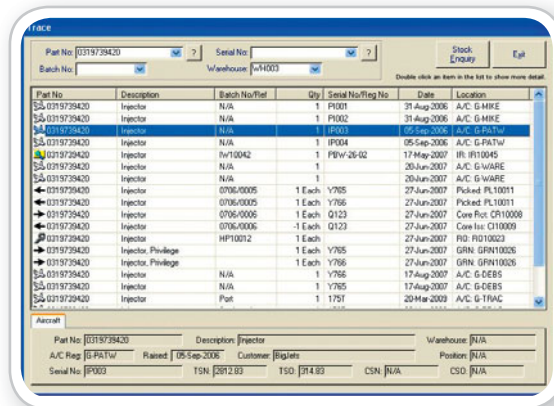 Trace
Part No: 0319739420 ? Serial No: ? Stock Enquiry Exit
Batch No: Warehouse: WH003
Double click an item in the list to show more detail.
Part No Description Batch No/Ref Qty Serial No/Reg No Date Location
0319739420 Injector N/A 1 PI001 31-Aug-2006 A/C: G-MIKE
0319739420 Injector N/A 1 PI002 31-Aug-2006 A/C: G-MIKE
0319739420 Injector N/A 1 IP003 05-Sep-2006 A/C: G-PATW
0319739420 Injector N/A 1 IP004 05-Sep-2006 A/C: G-PATW
0319739420 Injector IW10042 1 PBW-26-02 17-May-2007 IR: IR10045
0319739420 Injector N/A 1 20-Jun-2007 A/C: G-WARE
0319739420 Injector N/A 1 20-Jun-2007 A/C: G-WARE
0319739420 Injector 0706/0005 1 Each Y765 27-Jun-2007 Picked: PL10011
0319739420 Injector 0706/0005 1 Each Y766 27-Jun-2007 Picked: PL10011
0319739420 Injector 0706/0006 1 Each Q123 27-Jun-2007 Core Rct: CR10008
0319739420 Injector 0706/0006 -1 Each Q123 27-Jun-2007 Core Iss: CI10009
0319739420 Injector HP10012 1 Each 27-Jun-2007 RO: RO10023
0319739420 Injector, Privilege 1 Each Y765 27-Jun-2007 GRN: GRN10026
0319739420 Injector, Privilege 1 Each Y766 27-Jun-2007 GRN: GRN10026
0319739420 Injector N/A 1 Y766 17-Aug-2007 A/C: G-DEBS
0319739420 Injector N/A 1 Y765 17-Aug-2007 A/C: G-DEBS
0319739420 Injector Port 1 175T 20-Mar-2009 A/C: G-TRAC
Aircraft
Part No: 0319739420 Description: Injector Warehouse: N/A
A/C Reg: G-PATW Raised: 05-Sep-2006 Customer: BigJets Position: N/A
Serial No: IP003 TSN: 2812.83 TSO: 314.83 CSN: N/A CSO: N/A